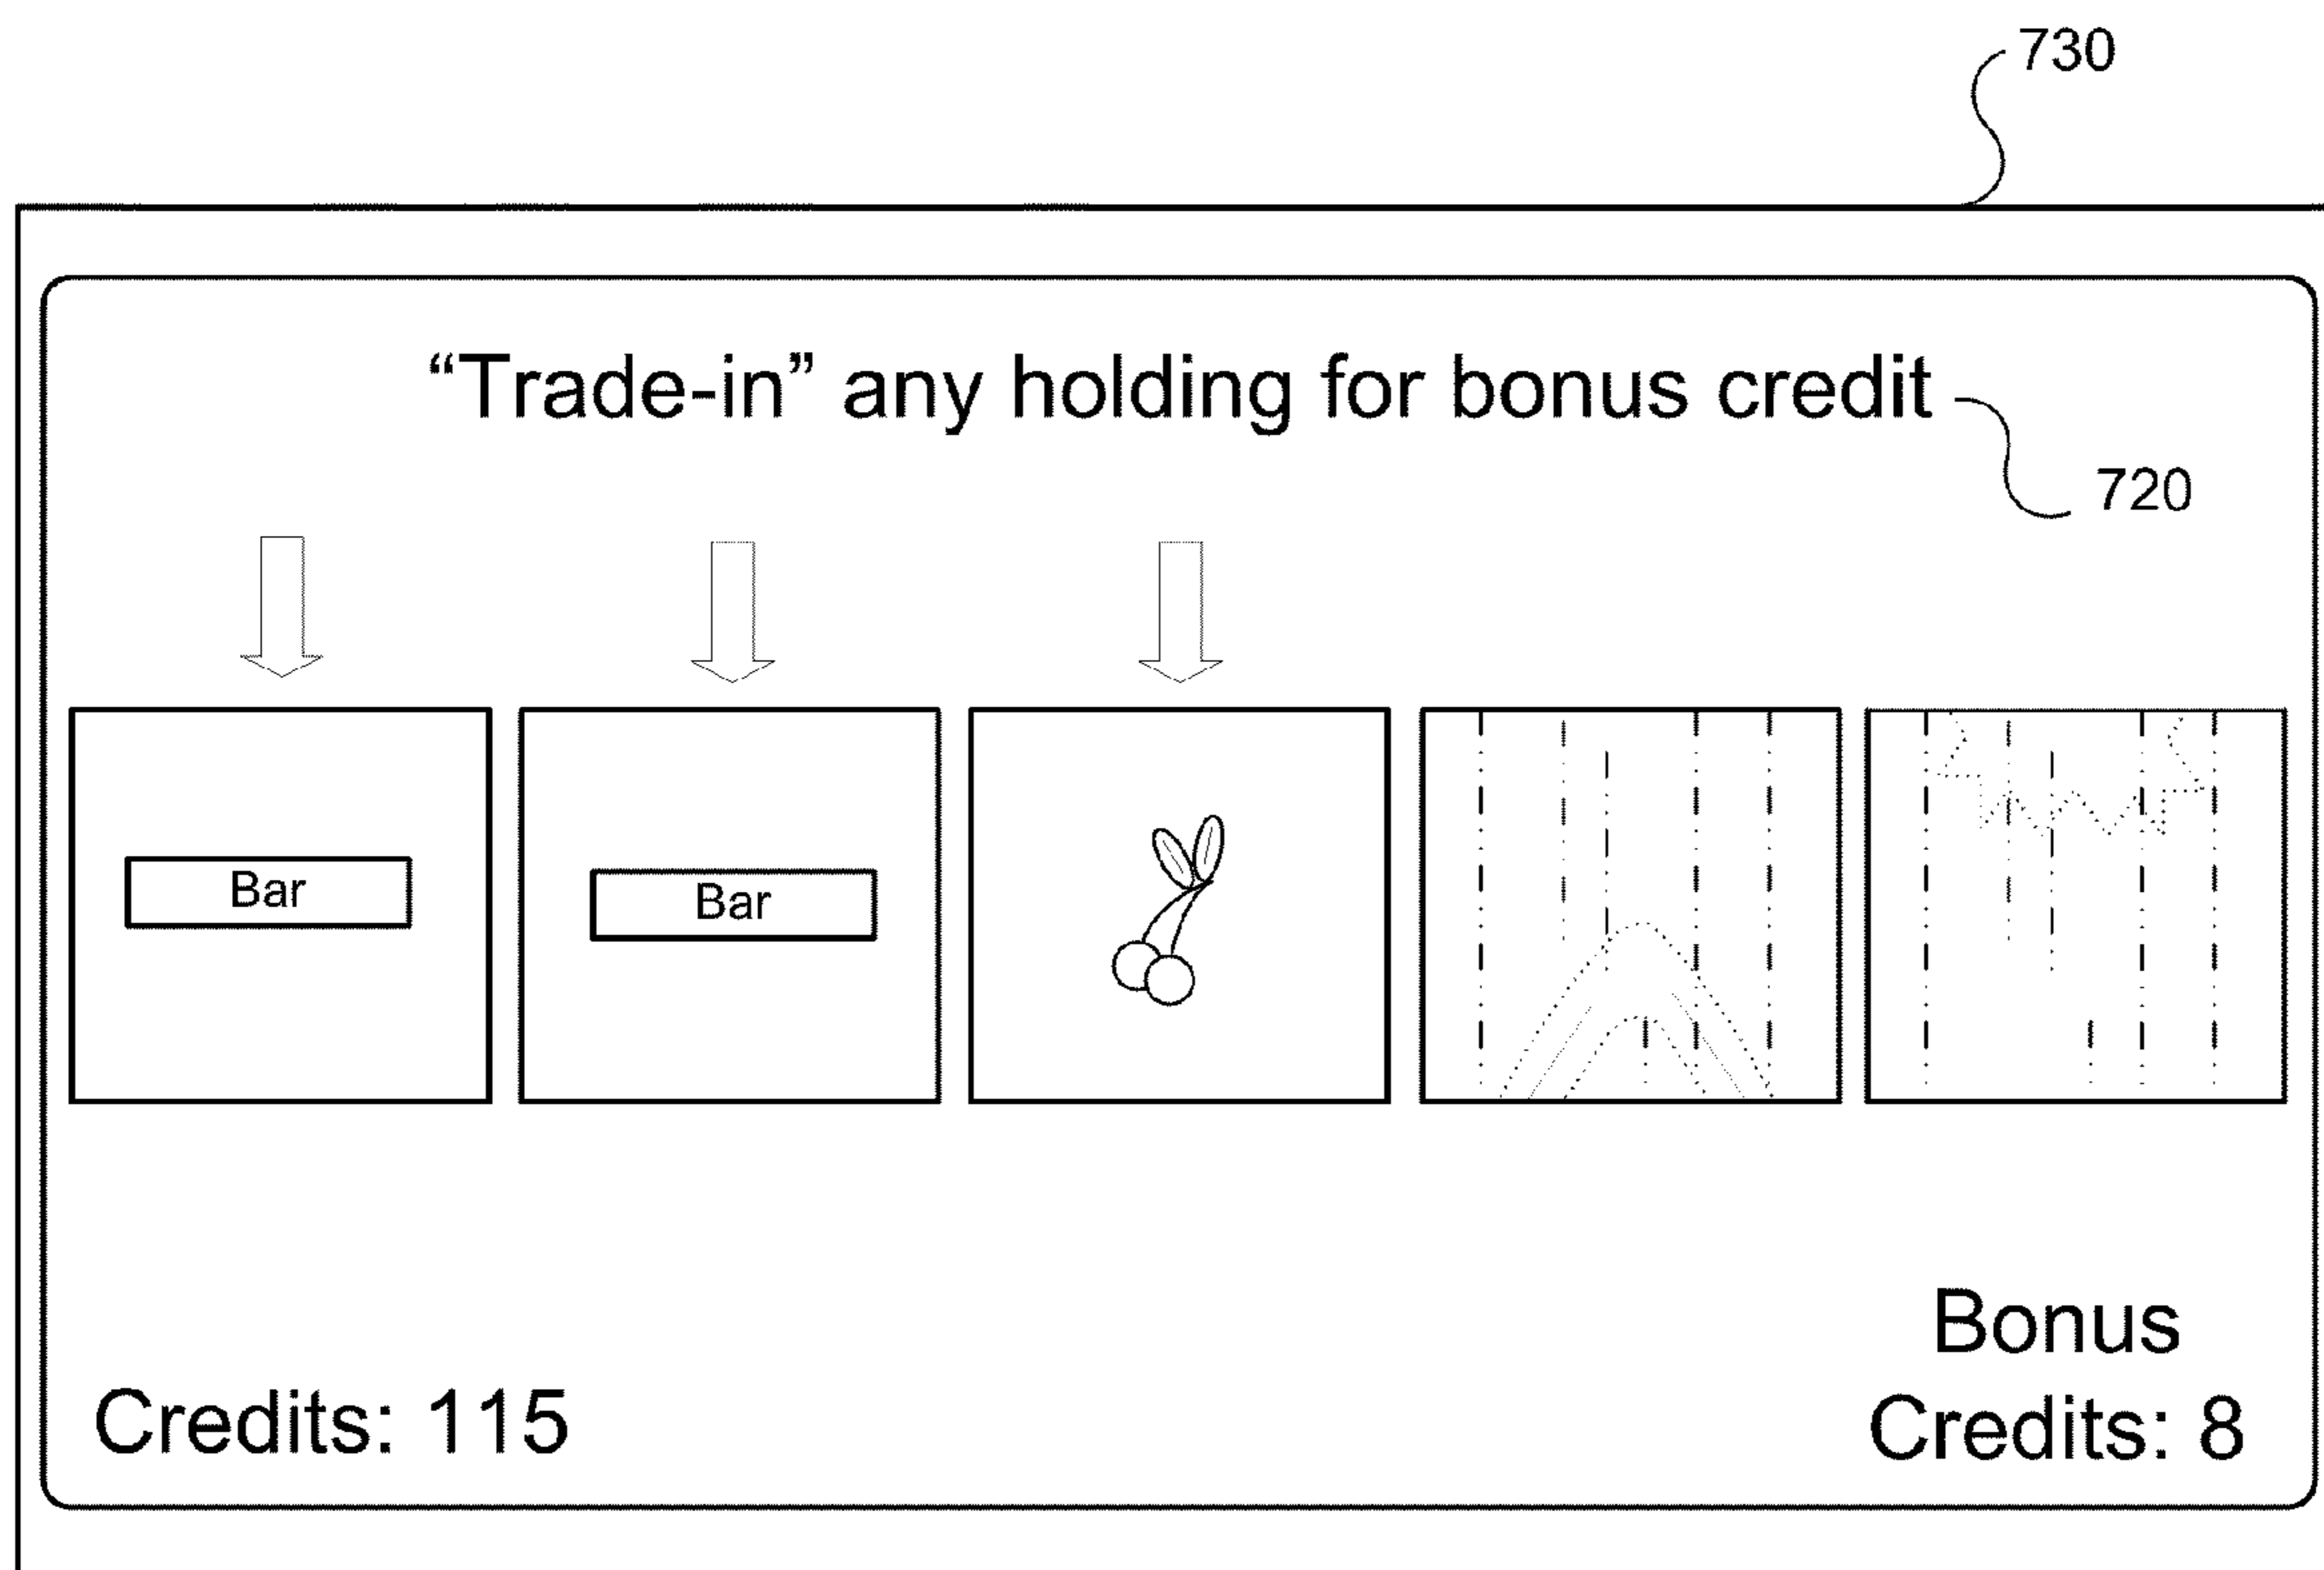 730
“Trade-in” any holding for bonus credit
720
Bar
Bar
Bonus
Credits: 115
Credits: 8